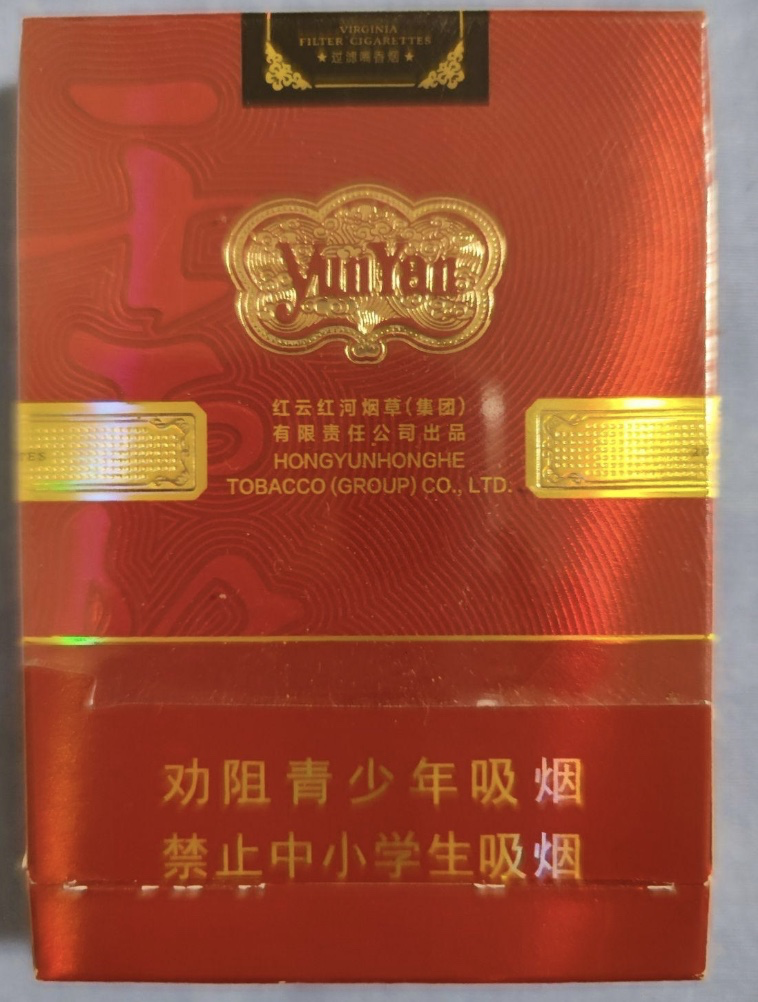 VIRGINIA
FILTER CIGARETTES
★过滤嘴香烟★
YunYan
红云红河烟草(集团)
有限责任公司出品
HONGYUNHONGHE
TOBACCO (GROUP) CO., LTD.
TES
劝阻青少年吸烟
禁止中小学生吸烟